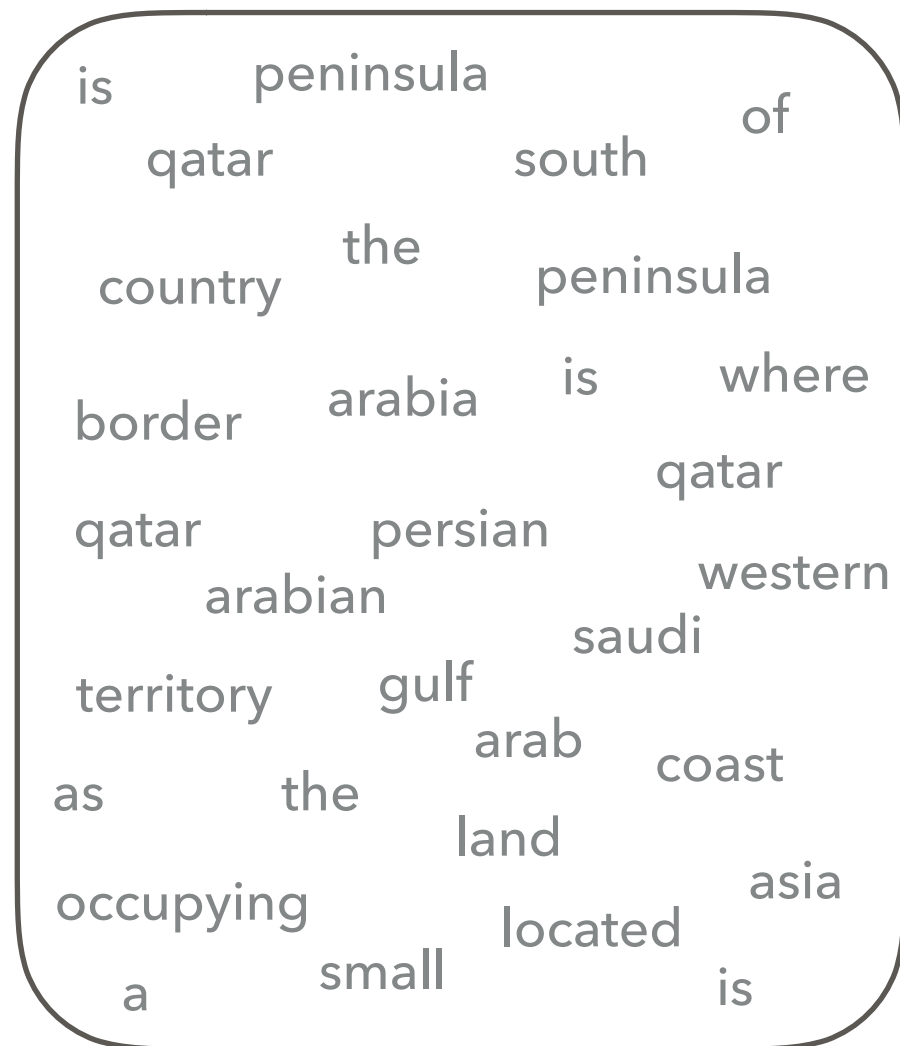 is peninsula of
qatar south
the
country peninsula
is where
border arabia
qatar
qatar persian
western
arabian
saudi
territory gulf
arab
coast
as the
land
asia
occupying
located
small
a is